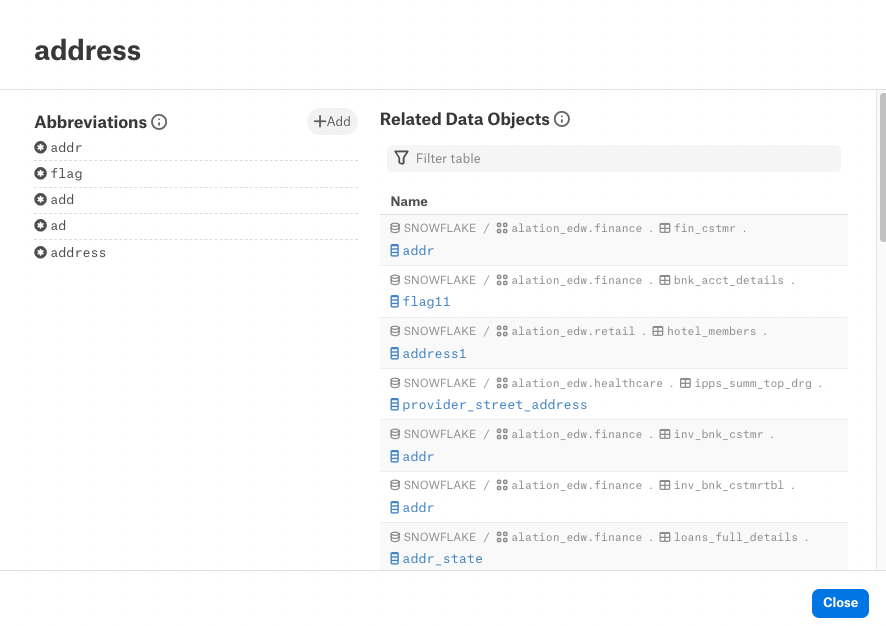 address
Abbreviations
+Add
addr
flag
add
ad
address
Related Data Objects
Filter table
Name
SNOWFLAKE / alation_edw.finance . fin_cstmr .
addr
SNOWFLAKE / alation_edw.finance . bnk_acct_details .
flag11
SNOWFLAKE / alation_edw.retail . hotel_members .
address1
SNOWFLAKE / alation_edw.healthcare . ipps_summ_top_drg .
provider_street_address
SNOWFLAKE / alation_edw.finance . inv_bnk_cstmr .
addr
SNOWFLAKE / alation_edw.finance . inv_bnk_cstmrtbl .
addr
SNOWFLAKE / alation_edw.finance . loans_full_details .
addr_state
Close